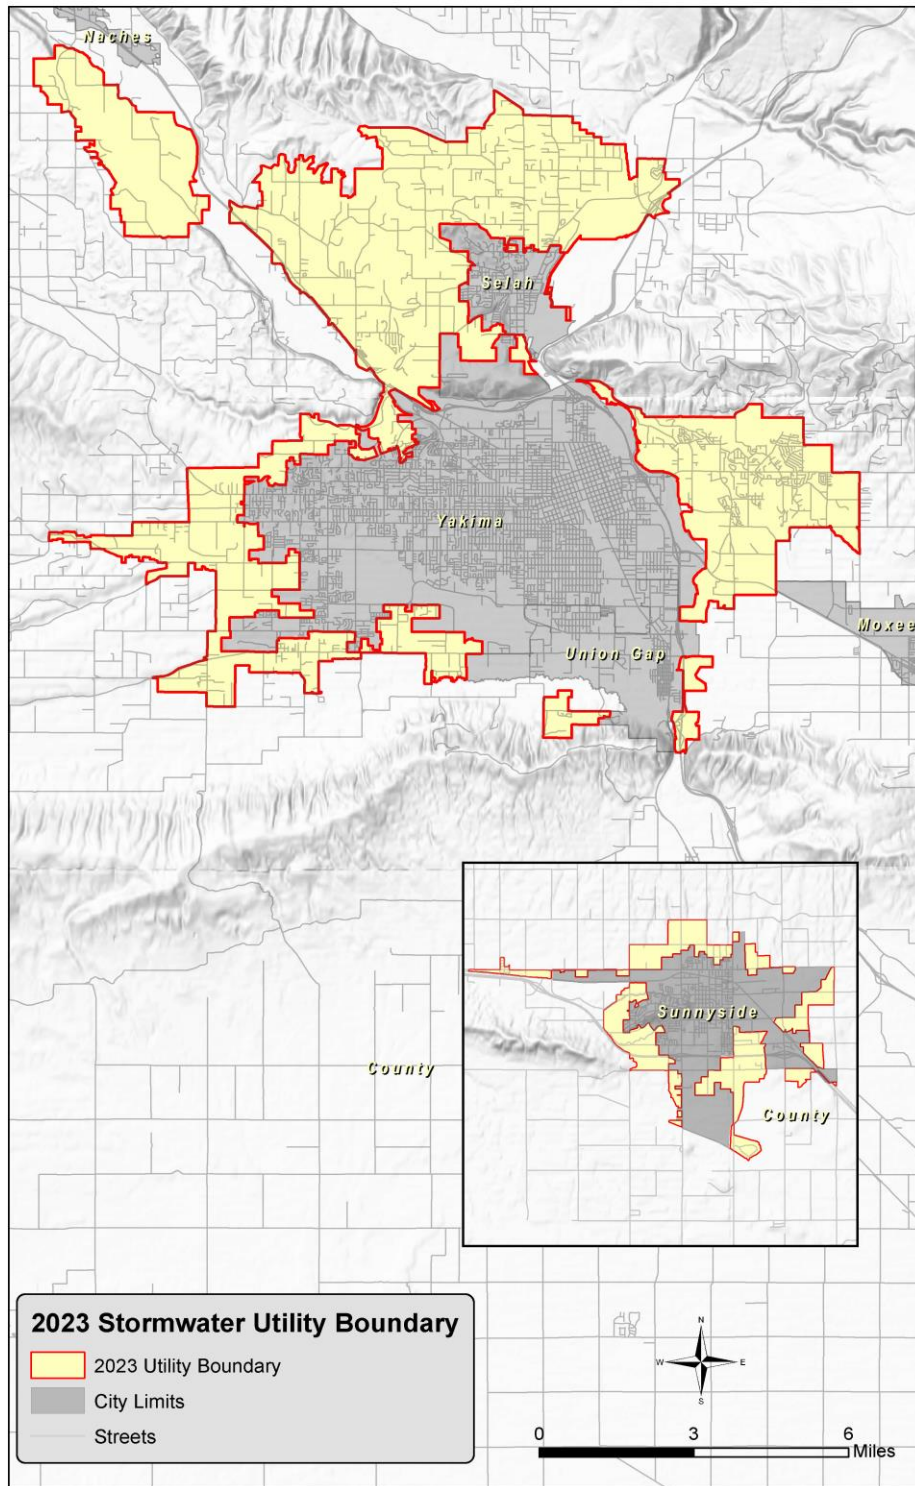 Naches
Selah
Yakima
Moxee
Union Gap
Sunnyside
County
County
2023 Stormwater Utility Boundary
2023 Utility Boundary
City Limits
Streets
N
W E
S
0 3 6
Miles